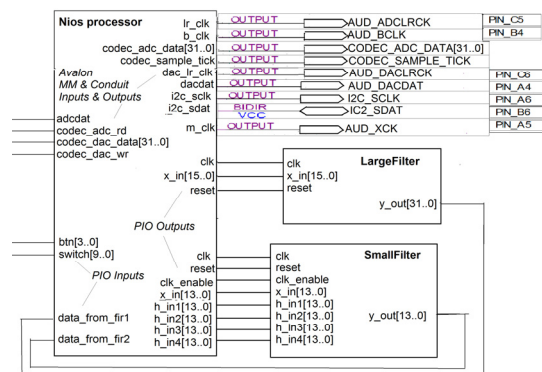 Nios processor
lr_clk OUTPUT AUD_ADCLRCK PIN_C5
b_clk OUTPUT AUD_BCLK PIN_B4
codec_adc_data[31..0] OUTPUT CODEC_ADC_DATA[31..0]
codec_sample_tick OUTPUT CODEC_SAMPLE_TICK
Avalon dac_lr_clk OUTPUT AUD_DACLRCK PIN_C6
MM & Conduit dacdat OUTPUT AUD_DACDAT PIN_A4
Inputs & Outputs i2c_sclk OUTPUT I2C_SCLK PIN_A6
i2c_sdat BIDIR IC2_SDAT PIN_B6
VCC
adcdat m_clk OUTPUT AUD_XCK PIN_A5
codec_adc_rd
codec_dac_data[31..0]
codec_dac_wr
clk clk LargeFilter
x_in[15..0] x_in[15..0]
reset reset
y_out[31..0]
PIO Outputs
btn[3..0]
switch[9..0]
clk clk SmallFilter
reset reset
PIO Inputs
clk_enable clk_enable
x_in[13..0] x_in[13..0]
h_in1[13..0] h_in1[13..0]
data_from_fir1 h_in2[13..0] h_in2[13..0] y_out[13..0]
h_in3[13..0] h_in3[13..0]
data_from_fir2 h_in4[13..0] h_in4[13..0]